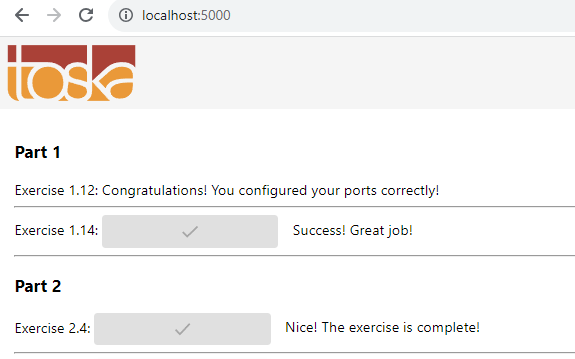 localhost:5000
toska
Part 1
Exercise 1.12: Congratulations! You configured your ports correctly!
Exercise 1.14: Success! Great job!
Part 2
Exercise 2.4: Nice! The exercise is complete!